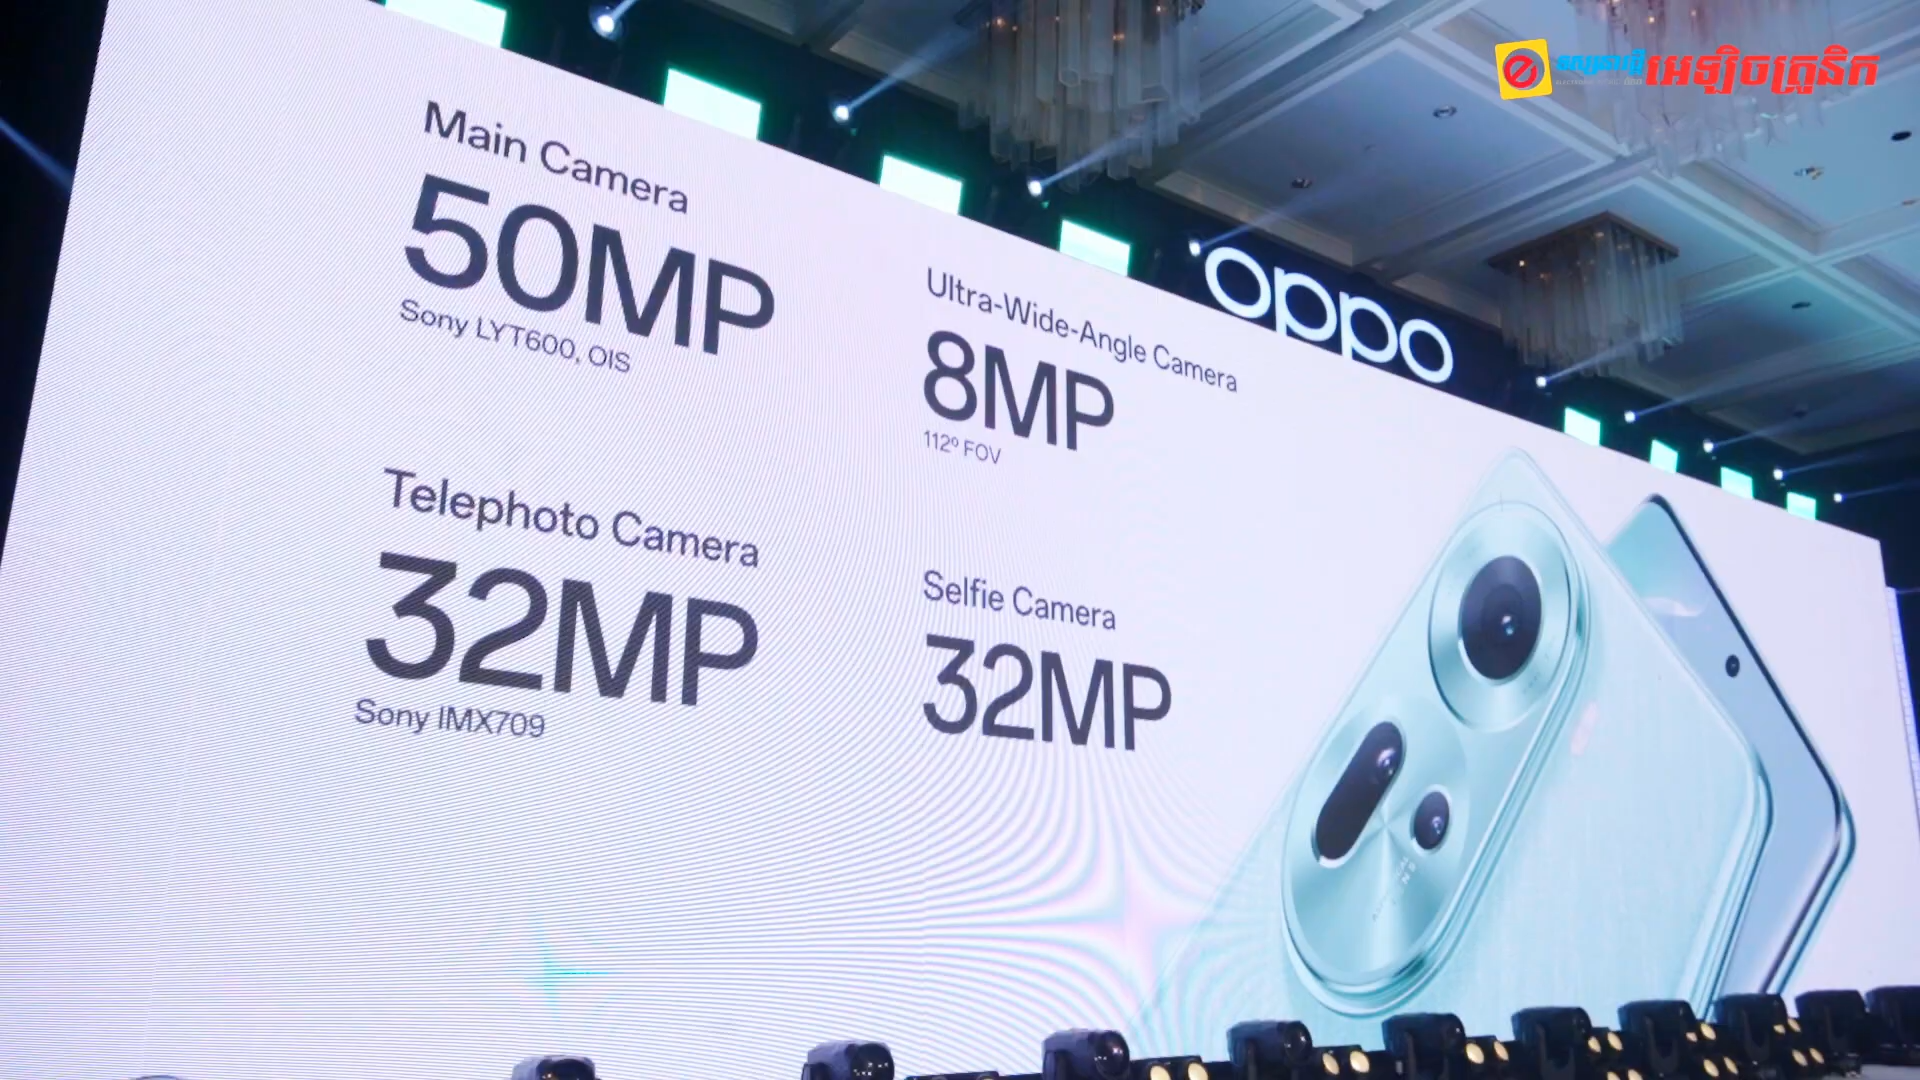 អេឡិចត្រូនិក
oppo
Main Camera
50MP
Sony LYT600, OIS
Ultra-Wide-Angle Camera
8MP
112° FOV
Telephoto Camera
32MP
Sony IMX709
Selfie Camera
32MP